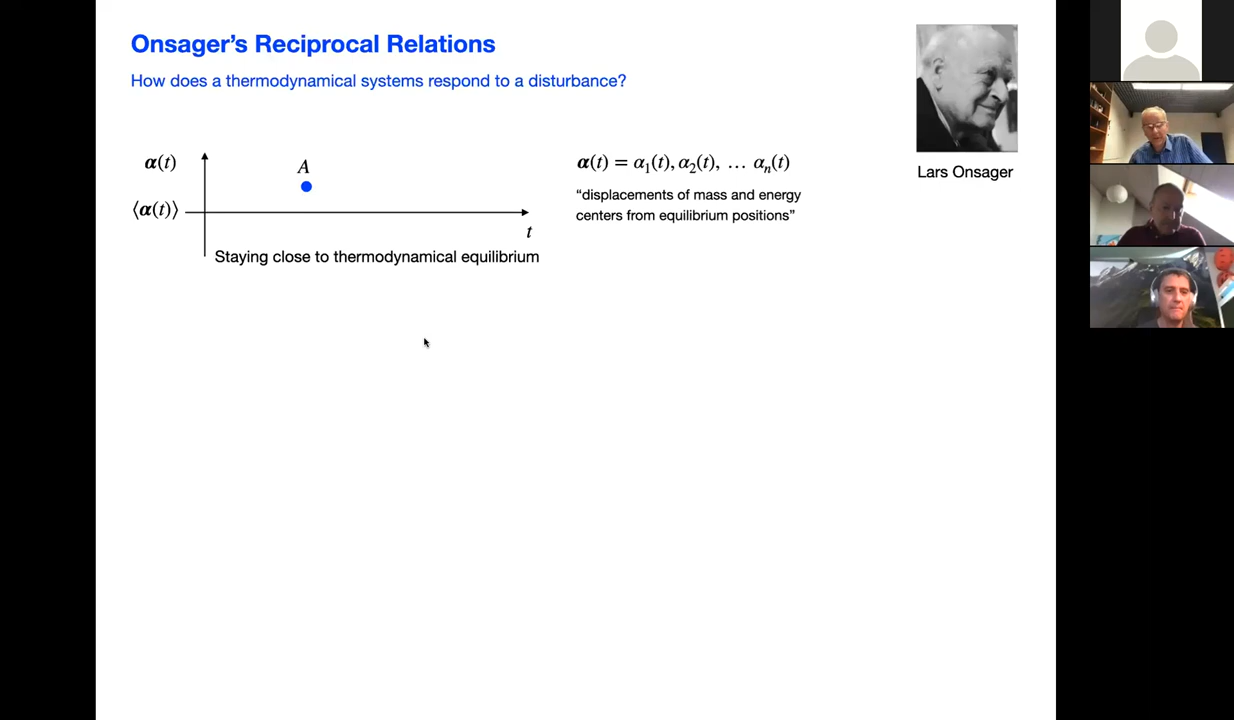 Onsager’s Reciprocal Relations
How does a thermodynamical systems respond to a disturbance?
α(t)
A
⟨α(t)⟩
t
Staying close to thermodynamical equilibrium
α(t) = α₁(t), α₂(t), … αₙ(t)
“displacements of mass and energy
centers from equilibrium positions”
Lars Onsager